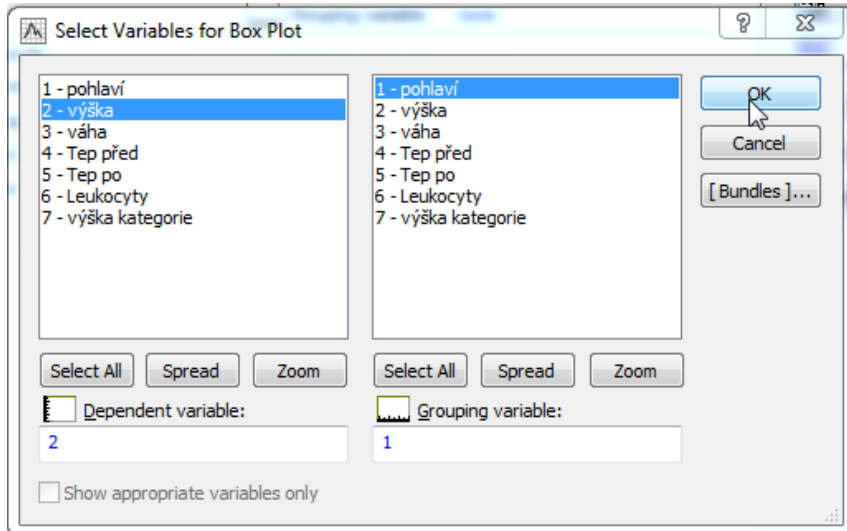 Grouping variable none
Select Variables for Box Plot
1 - pohlaví
2 - výška
3 - váha
4 - Tep před
5 - Tep po
6 - Leukocyty
7 - výška kategorie
1 - pohlaví
2 - výška
3 - váha
4 - Tep před
5 - Tep po
6 - Leukocyty
7 - výška kategorie
OK
Cancel
[ Bundles ]...
Select All Spread Zoom
Select All Spread Zoom
Dependent variable:
Grouping variable:
2
1
Show appropriate variables only